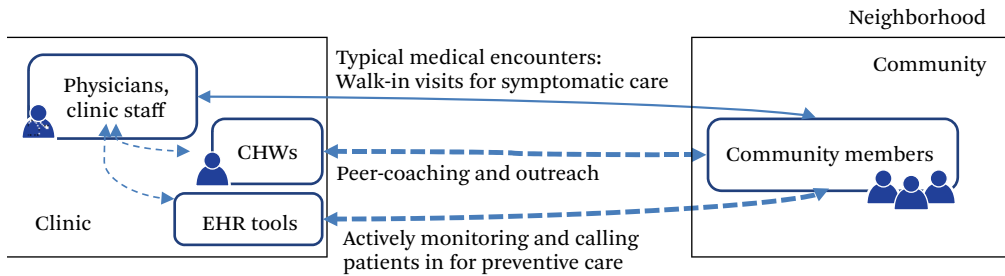 Neighborhood
Typical medical encounters:
Walk-in visits for symptomatic care
Community
Physicians,
clinic staff
CHWs
Community members
Peer-coaching and outreach
Clinic
EHR tools
Actively monitoring and calling
patients in for preventive care